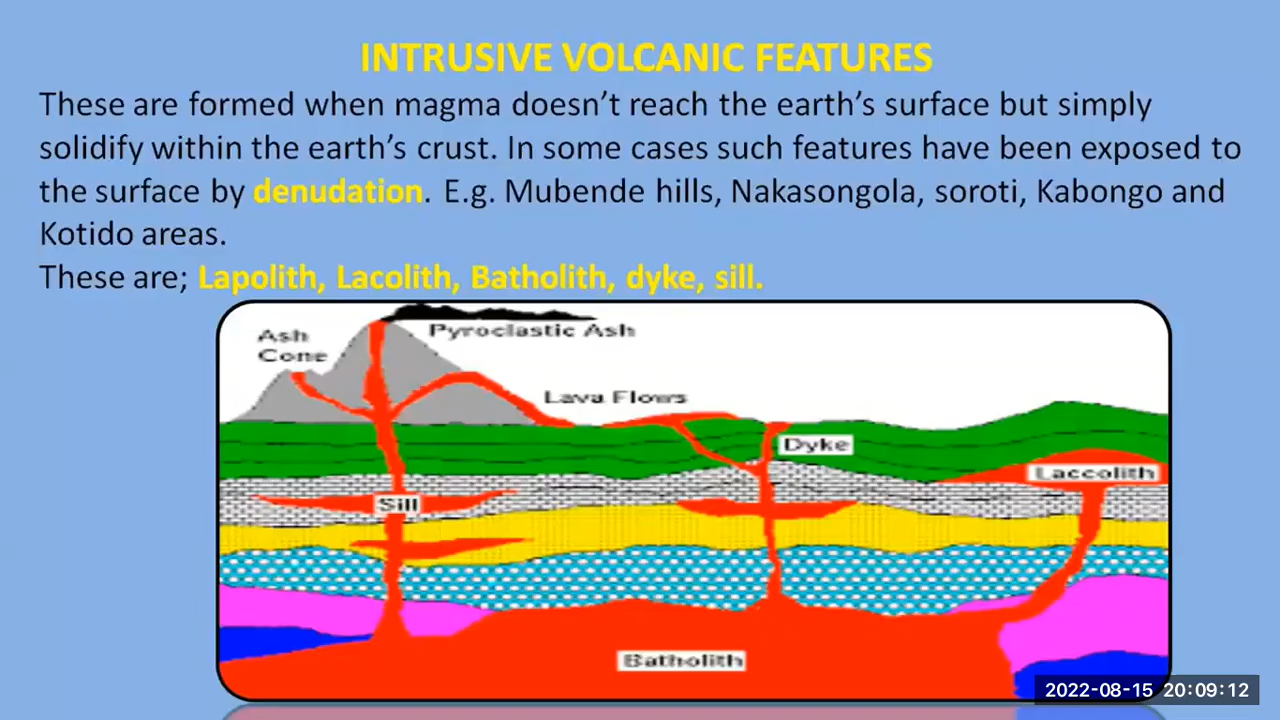 INTRUSIVE VOLCANIC FEATURES
These are formed when magma doesn’t reach the earth’s surface but simply
solidify within the earth’s crust. In some cases such features have been exposed to
the surface by denudation. E.g. Mubende hills, Nakasongola, soroti, Kabongo and
Kotido areas.
These are; Lapolith, Lacolith, Batholith, dyke, sill.
Ash
Cone
Pyroclastic Ash
Lava Flows
Dyke
Laccolith
Sill
Batholith
2022-08-15 20:09:12